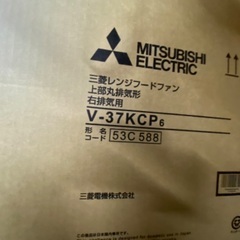 MITSUBISHI
ELECTRIC
三菱レンジフードファン
上部丸排気形
右排気用
V-37KCP6
形名
コード 53C 588
三菱電機株式会社